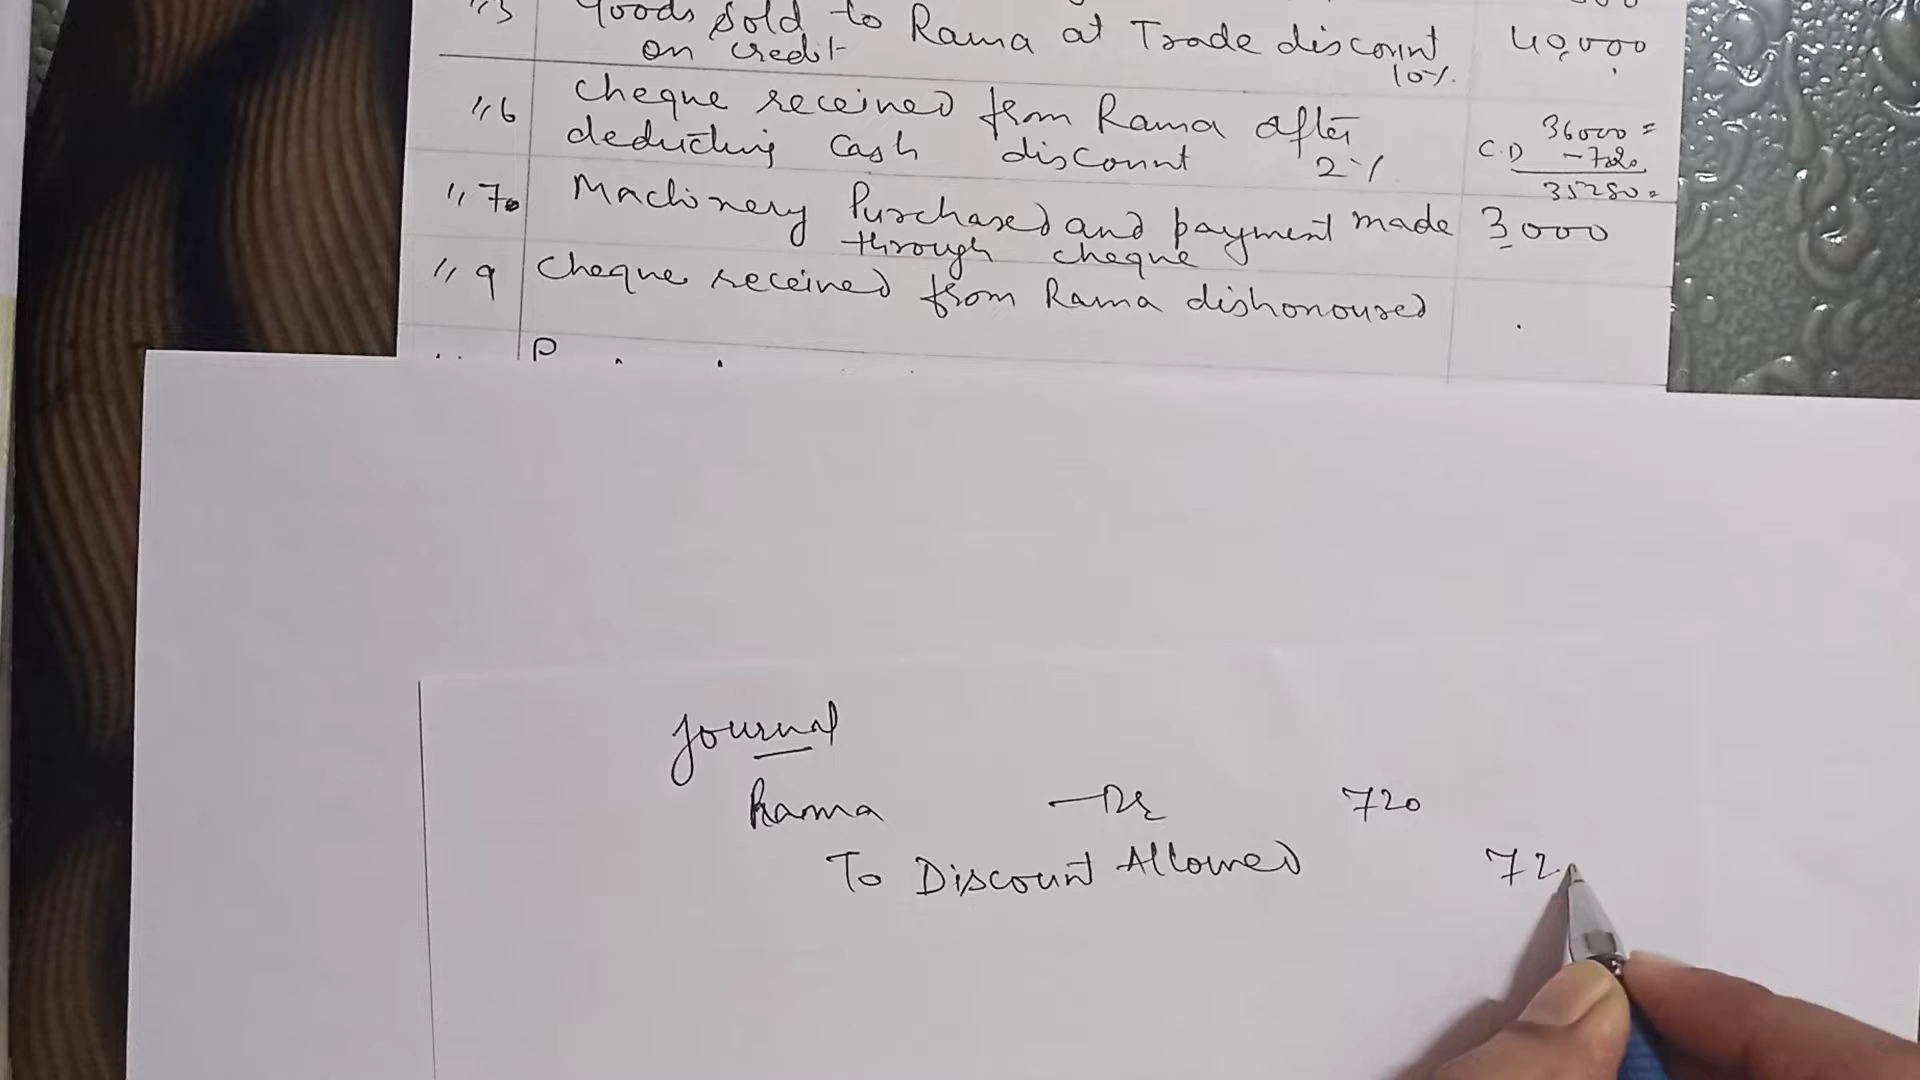 ,,5 Goods sold to Rama at Trade discount 40,000
on credit 10%.
,,6 Cheque received from Rama after 36000=
deducting cash discount 2%. C.D -720
35280=
,,7 Machinery Purchased and payment made 3,000
through cheque
,,9 Cheque received from Rama dishonoured
Journal
Rama —Dr 720
To Discount Allowed 72